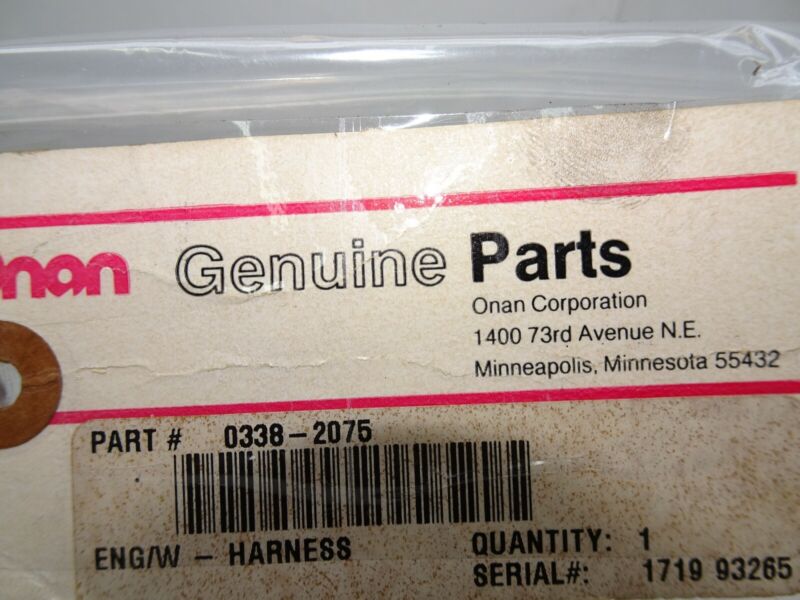 Onan Genuine Parts
Onan Corporation
1400 73rd Avenue N.E.
Minneapolis, Minnesota 55432
PART # 0338-2075
ENG/W - HARNESS QUANTITY: 1
SERIAL#: 1719 93265